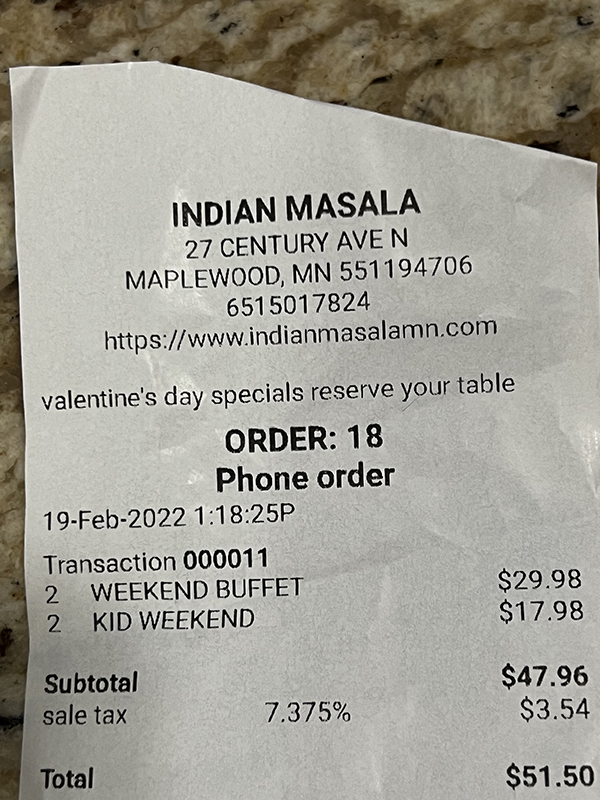 INDIAN MASALA
27 CENTURY AVE N
MAPLEWOOD, MN 551194706
6515017824
https://www.indianmasalamn.com
valentine's day specials reserve your table
ORDER: 18
Phone order
19-Feb-2022 1:18:25P
Transaction 000011
2 WEEKEND BUFFET $29.98
2 KID WEEKEND $17.98
Subtotal $47.96
sale tax 7.375% $3.54
Total $51.50